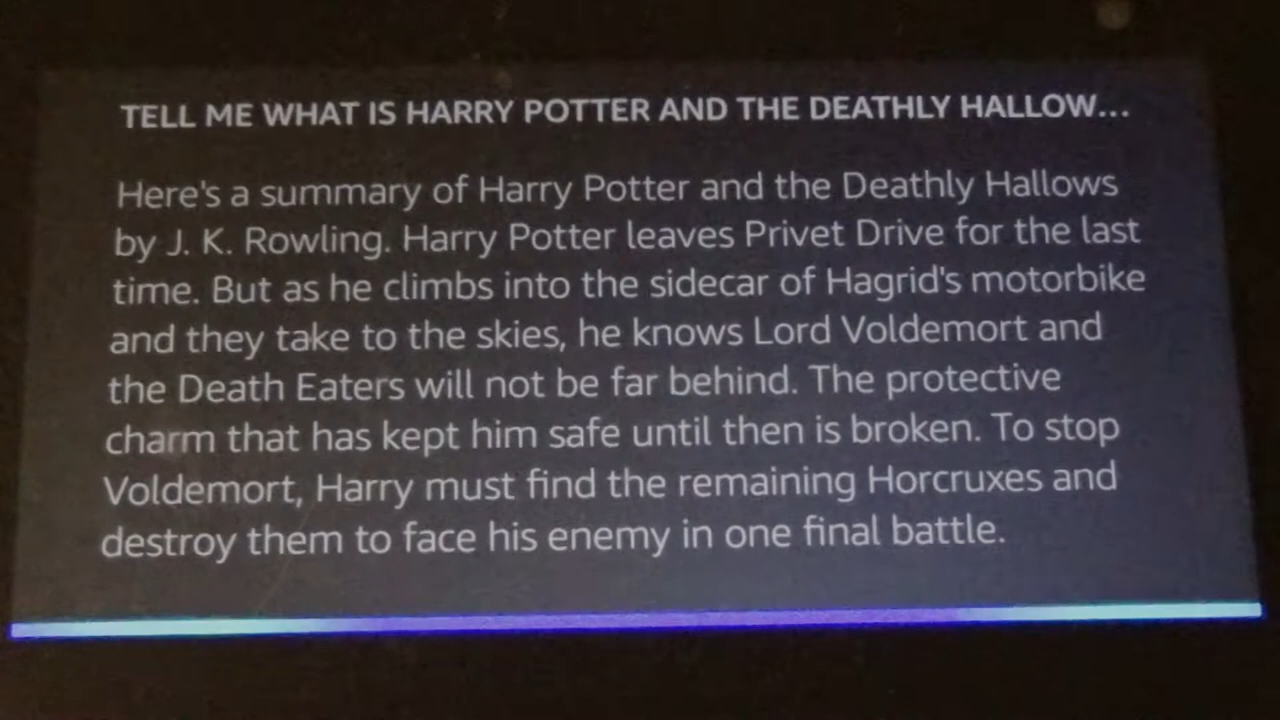 TELL ME WHAT IS HARRY POTTER AND THE DEATHLY HALLOW...
Here's a summary of Harry Potter and the Deathly Hallows
by J. K. Rowling. Harry Potter leaves Privet Drive for the last
time. But as he climbs into the sidecar of Hagrid's motorbike
and they take to the skies, he knows Lord Voldemort and
the Death Eaters will not be far behind. The protective
charm that has kept him safe until then is broken. To stop
Voldemort, Harry must find the remaining Horcruxes and
destroy them to face his enemy in one final battle.